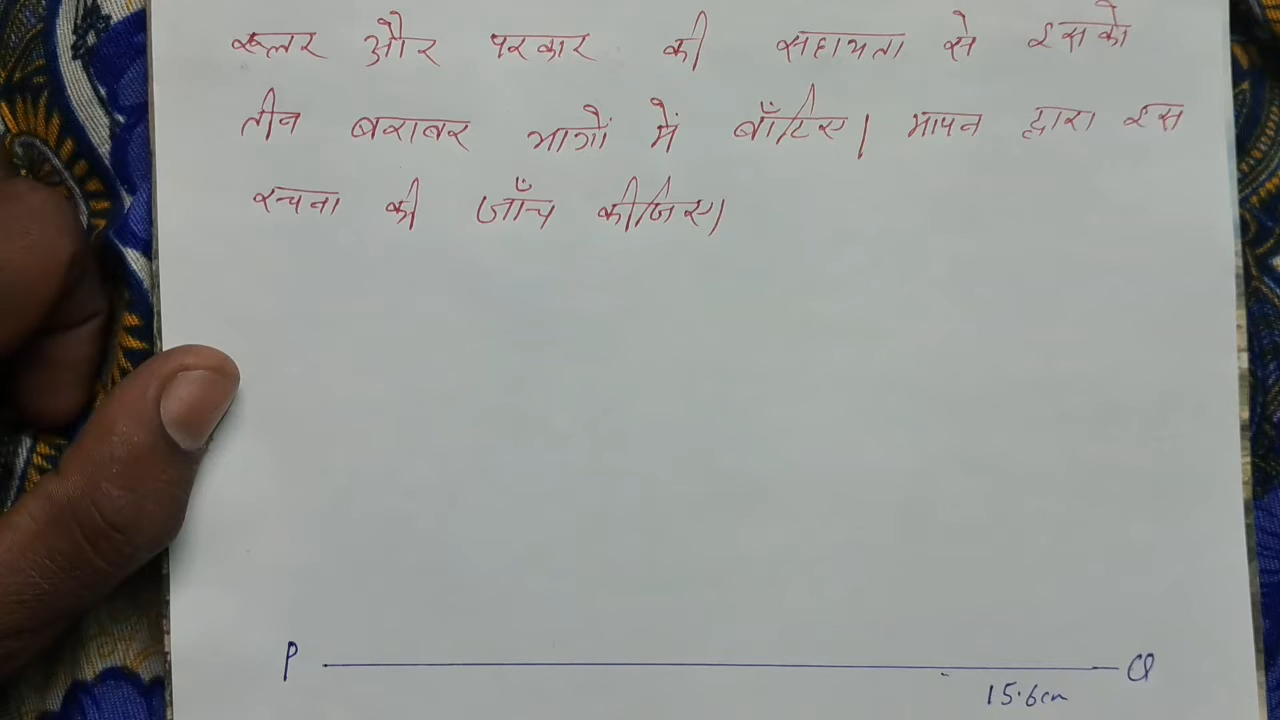 रूलर और परकार की सहायता से इसको
तीन बराबर भागों में बाँटिए। मापन द्वारा इस
रचना की जाँच कीजिए।
P Q
15.6cm